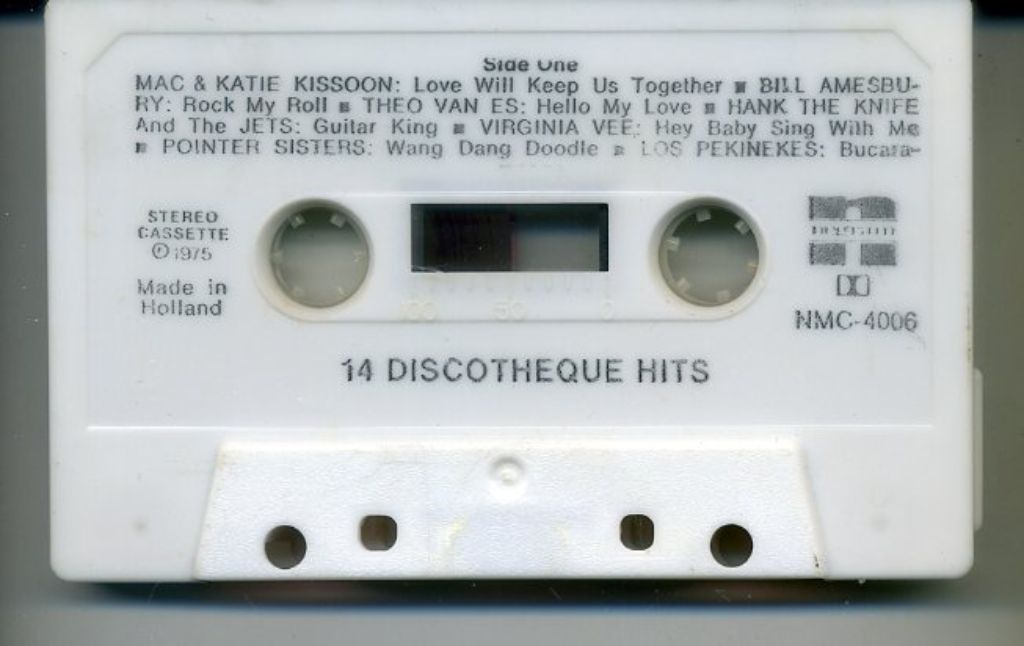 Side One
MAC & KATIE KISSOON: Love Will Keep Us Together ■ BILL AMESBU-
RY: Rock My Roll ■ THEO VAN ES: Hello My Love ■ HANK THE KNIFE
And The JETS: Guitar King ■ VIRGINIA VEE: Hey Baby Sing With Me
■ POINTER SISTERS: Wang Dang Doodle ■ LOS PEKINEKES: Bucara-
STEREO
CASSETTE
Ⓟ 1975
Made in
Holland
NMC-4006
100 50 0
14 DISCOTHEQUE HITS